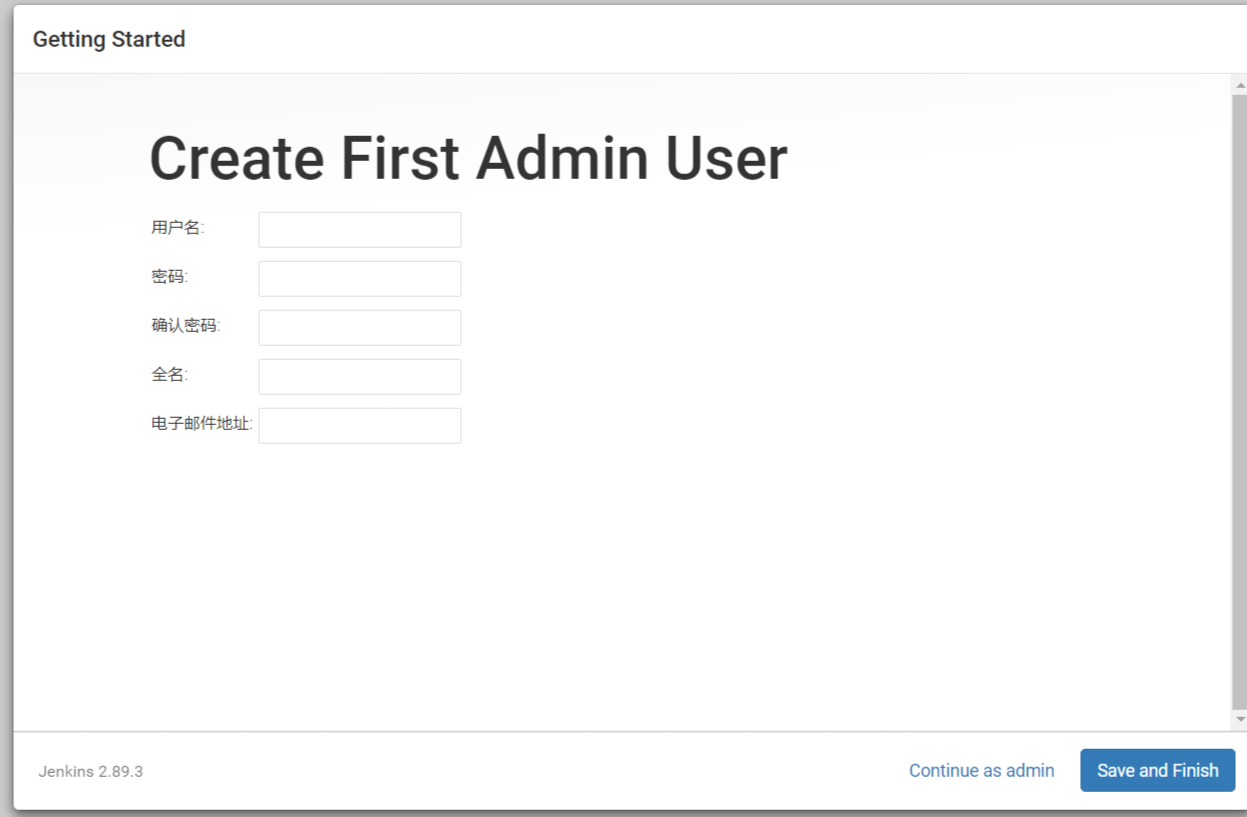 Getting Started
Create First Admin User
用户名:
密码:
确认密码:
全名:
电子邮件地址:
Jenkins 2.89.3
Continue as admin
Save and Finish